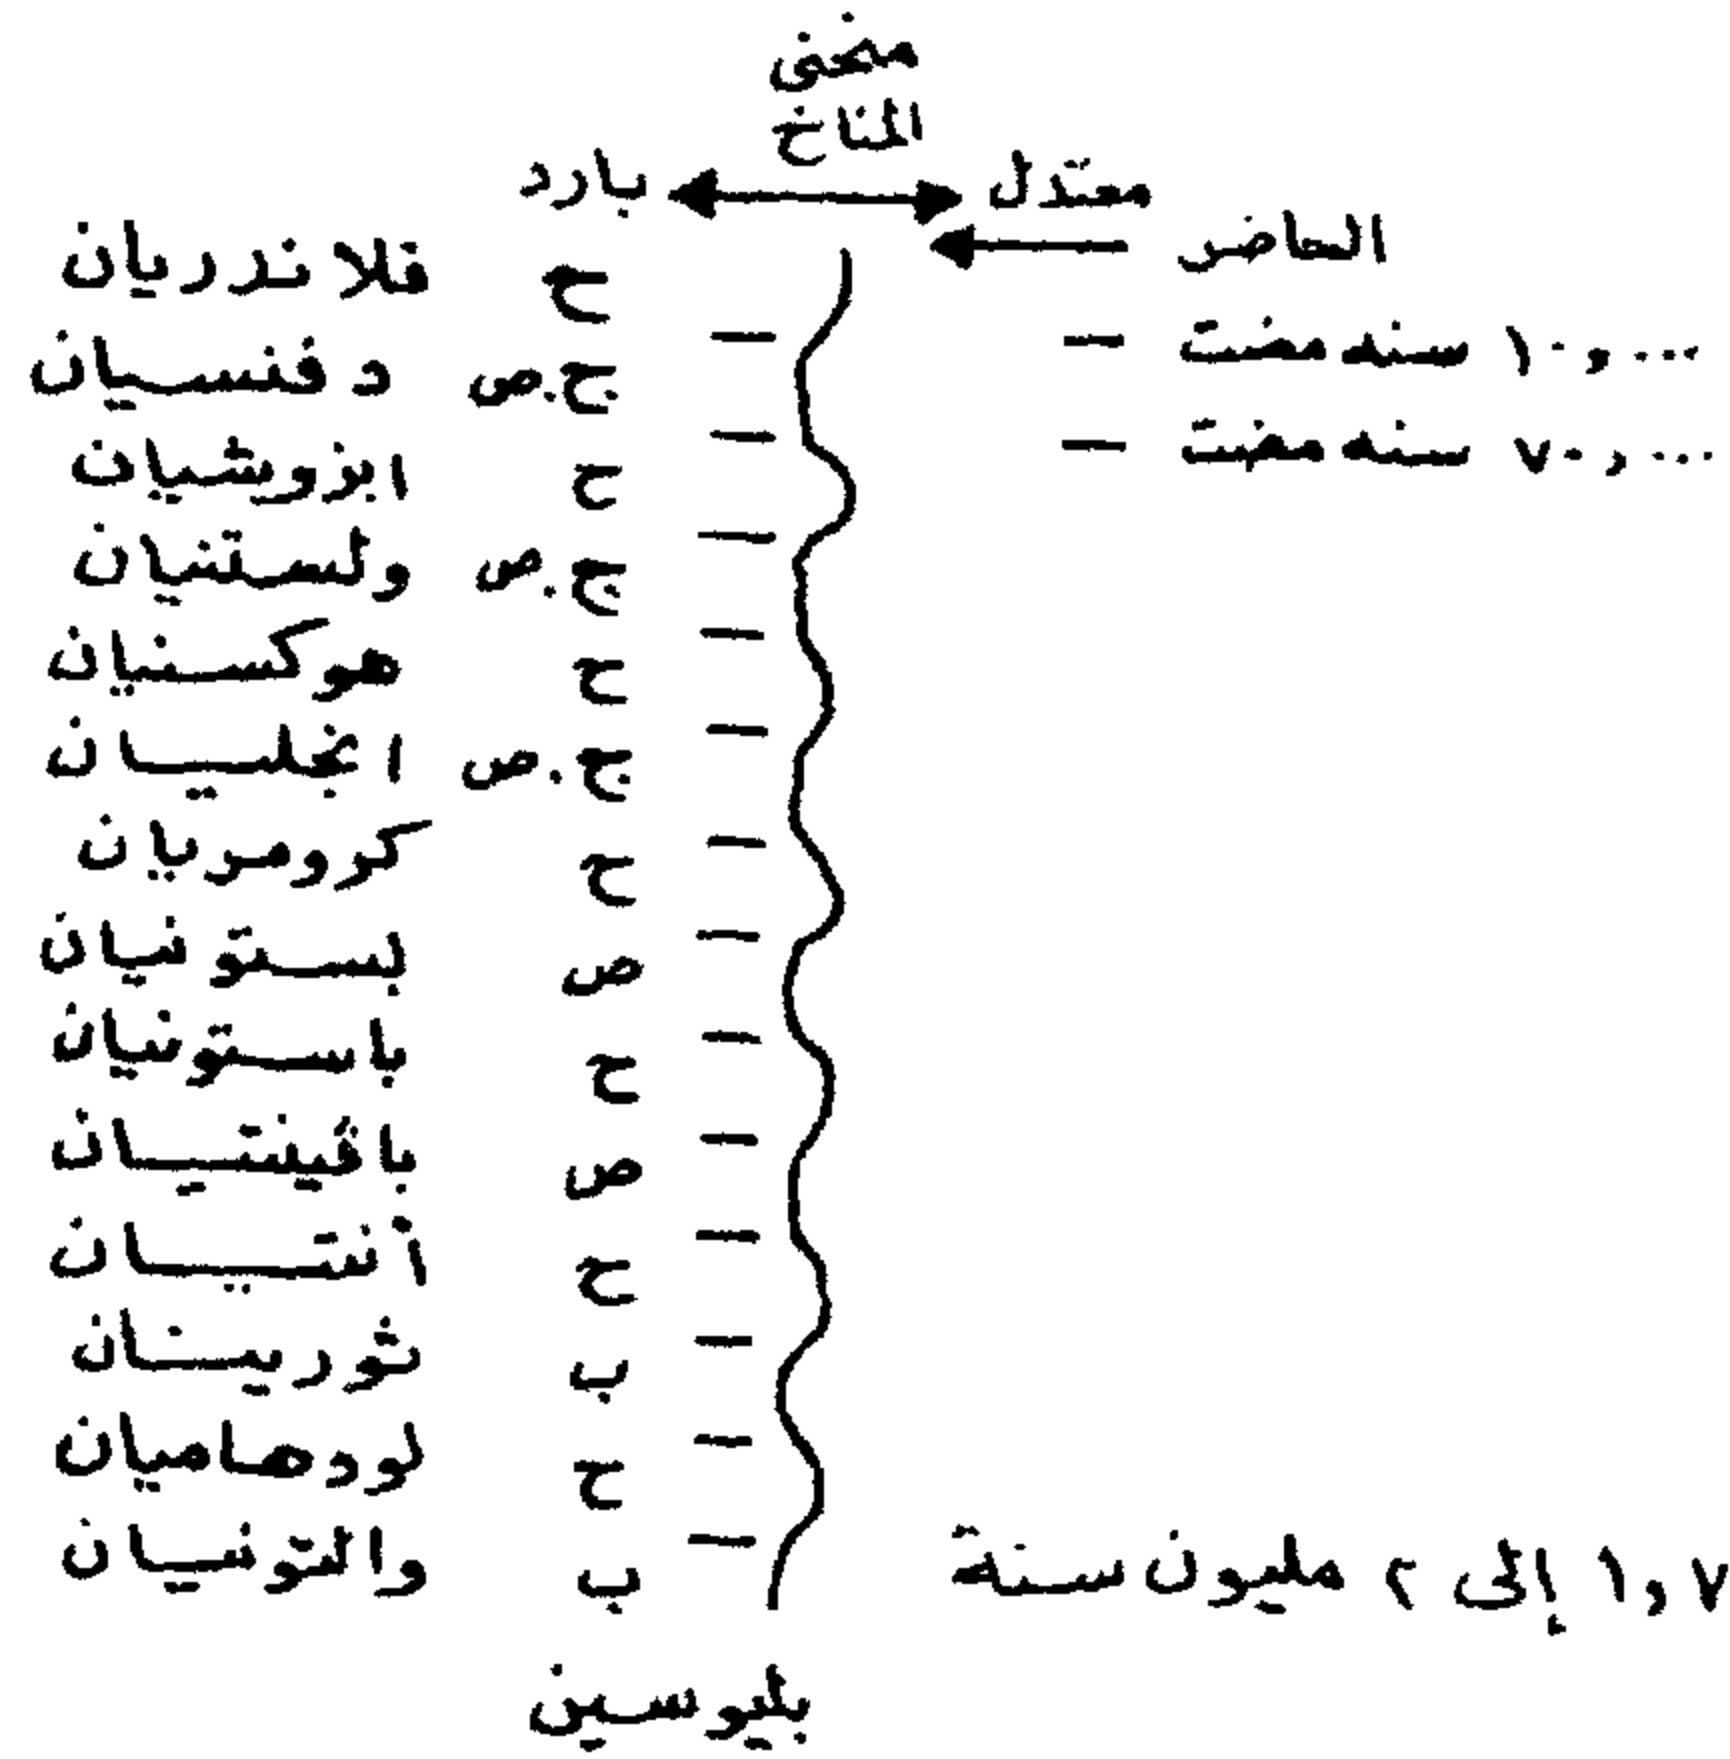 منحنى
المناخ
معتدل بارد
الحاضر
١٠,٠٠٠ سنه مضت –
٧٠,٠٠٠ سنه مضت –
ح فلاندريان
ج.ص دفنسيان
ح ابزوشيان
ج.ص ولستنيان
ح هوكسنيان
ج.ص انجليان
ح كرومريان
ص بستونيان
ح باستونيان
ص بافينتيان
ح أنتيان
ب ثورينان
ح لودهاميان
ب والتونيان
١,٧ إلى ٢ مليون سنة
بليوسين